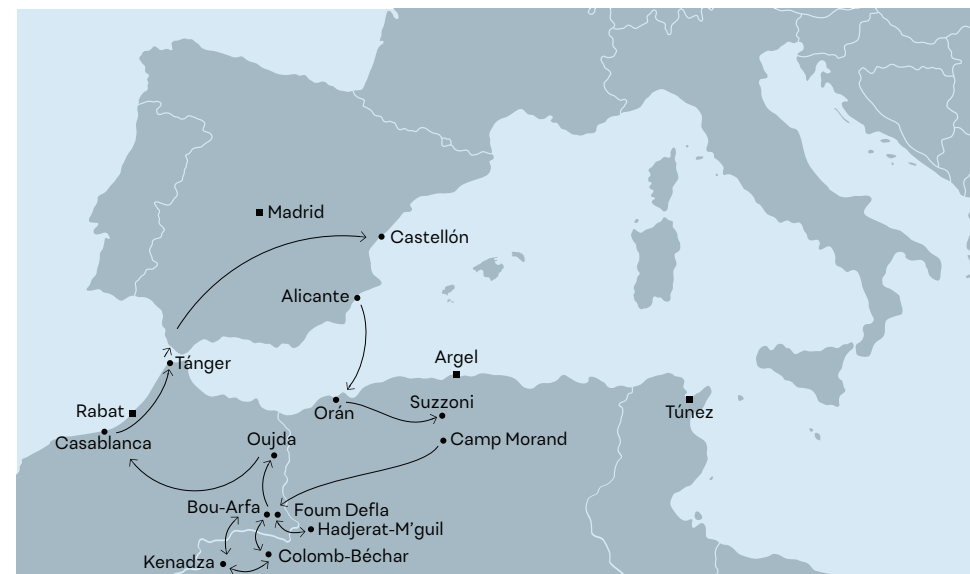 Madrid
Castellón
Alicante
Argel
Tánger
Suzzoni
Orán
Rabat
Túnez
Casablanca
Oujda
Camp Morand
Bou-Arfa
Foum Defla
Hadjerat-M'guil
Colomb-Béchar
Kenadza